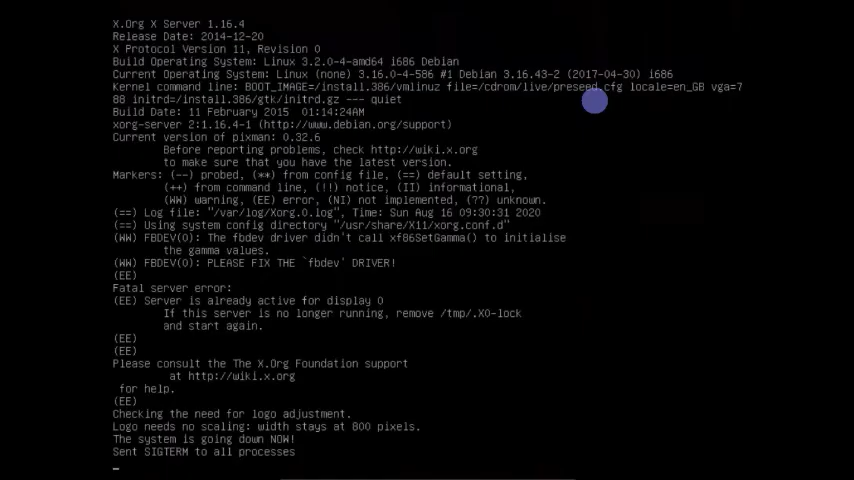 X.Org X Server 1.16.4
Release Date: 2014-12-20
X Protocol Version 11, Revision 0
Build Operating System: Linux 3.2.0-4-amd64 i686 Debian
Current Operating System: Linux (none) 3.16.0-4-586 #1 Debian 3.16.43-2 (2017-04-30) i686
Kernel command line: BOOT_IMAGE=/install.386/vmlinuz file=/cdrom/live/preseed.cfg locale=en_GB vga=7
88 initrd=/install.386/gtk/initrd.gz --- quiet
Build Date: 11 February 2015  01:14:24AM
xorg-server 2:1.16.4-1 (http://www.debian.org/support)
Current version of pixman: 0.32.6
Before reporting problems, check http://wiki.x.org
to make sure that you have the latest version.
Markers: (--) probed, (**) from config file, (==) default setting,
(++) from command line, (!!) notice, (II) informational,
(WW) warning, (EE) error, (NI) not implemented, (??) unknown.
(==) Log file: "/var/log/Xorg.0.log", Time: Sun Aug 16 09:30:31 2020
(==) Using system config directory "/usr/share/X11/xorg.conf.d"
(WW) FBDEV(0): The fbdev driver didn't call xf86SetGamma() to initialise
the gamma values.
(WW) FBDEV(0): PLEASE FIX THE `fbdev' DRIVER!
(EE)
Fatal server error:
(EE) Server is already active for display 0
If this server is no longer running, remove /tmp/.X0-lock
and start again.
(EE)
(EE)
Please consult the The X.Org Foundation support
at http://wiki.x.org
for help.
(EE)
Checking the need for logo adjustment.
Logo needs no scaling: width stays at 800 pixels.
The system is going down NOW!
Sent SIGTERM to all processes